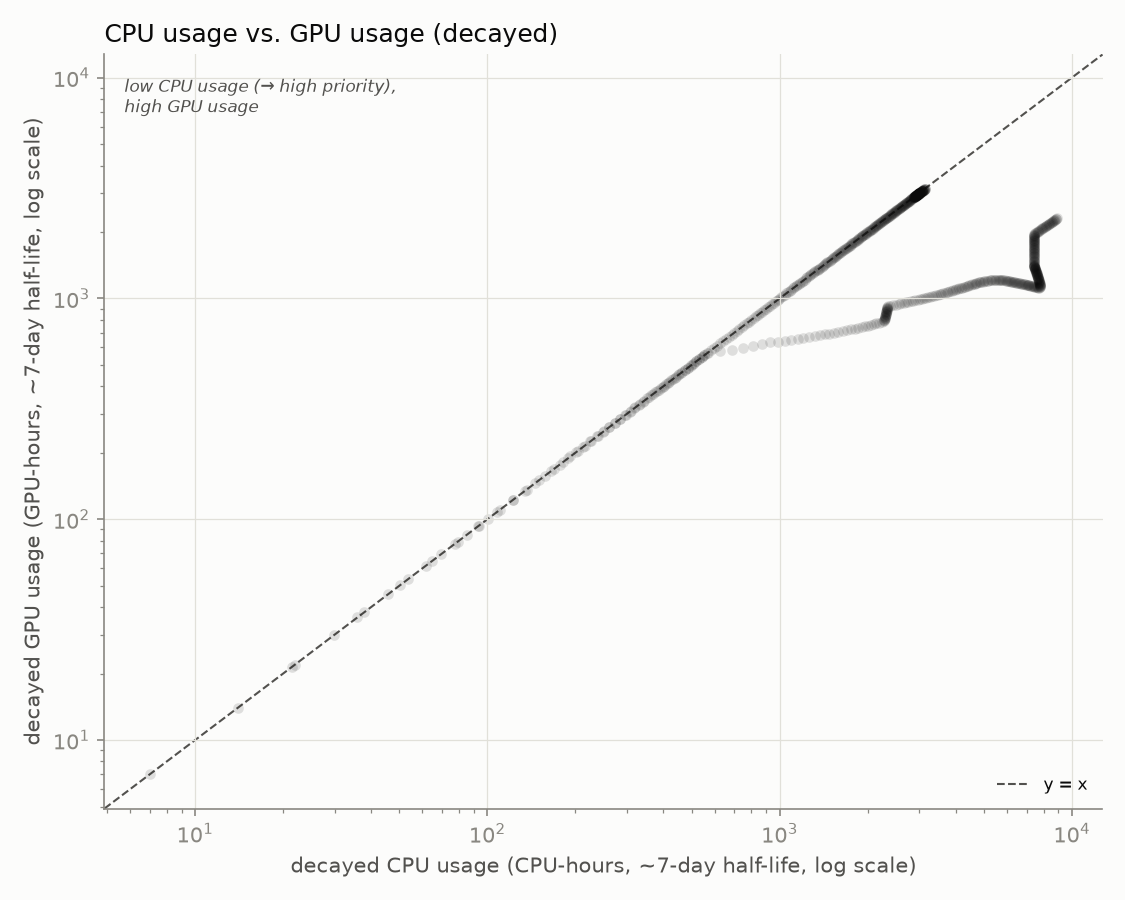 CPU usage vs. GPU usage (decayed)
low CPU usage (→ high priority),
high GPU usage
decayed GPU usage (GPU-hours, ~7-day half-life, log scale)
10⁴
10³
10²
10¹
y = x
10¹ 10² 10³ 10⁴
decayed CPU usage (CPU-hours, ~7-day half-life, log scale)